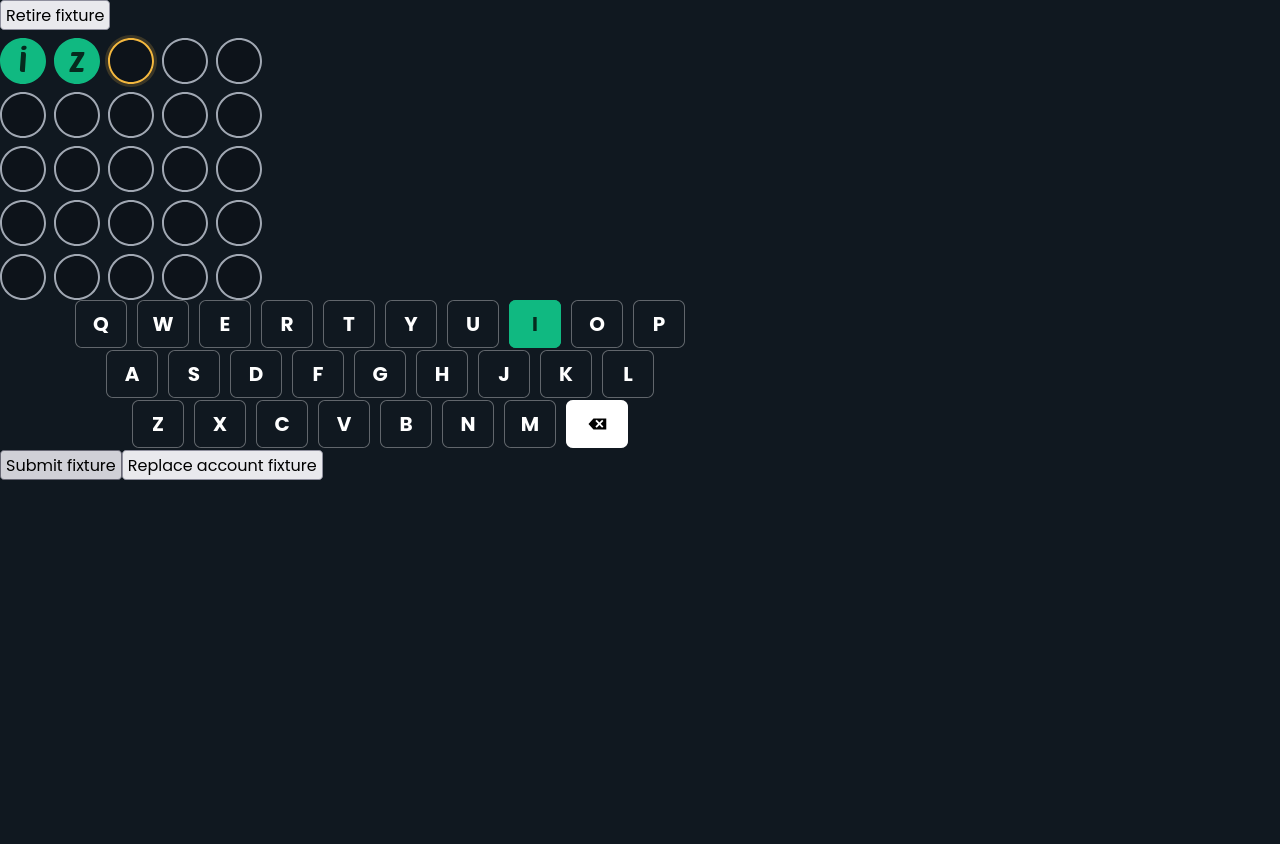 Retire fixture
i z
Q W E R T Y U I O P
A S D F G H J K L
Z X C V B N M
Submit fixture Replace account fixture